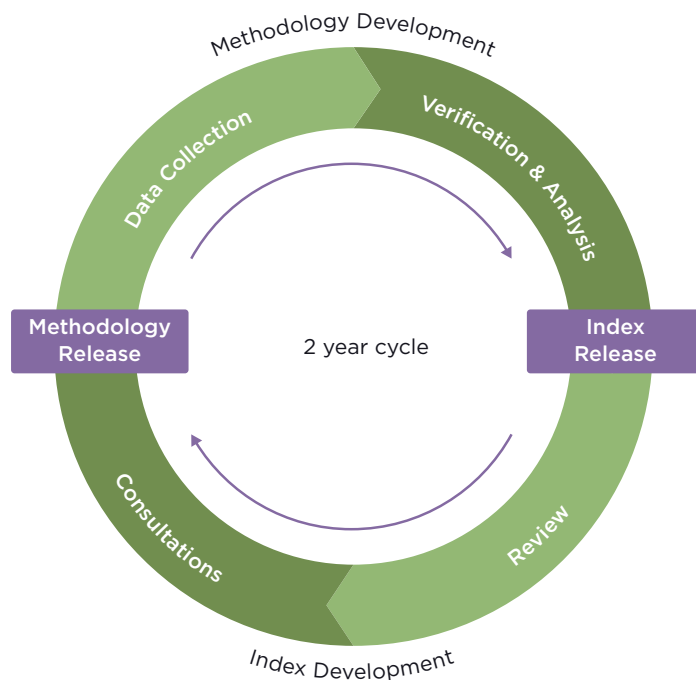 Methodology Development
Data Collection
Verification & Analysis
Methodology
Release
2 year cycle
Index
Release
Consultations
Review
Index Development